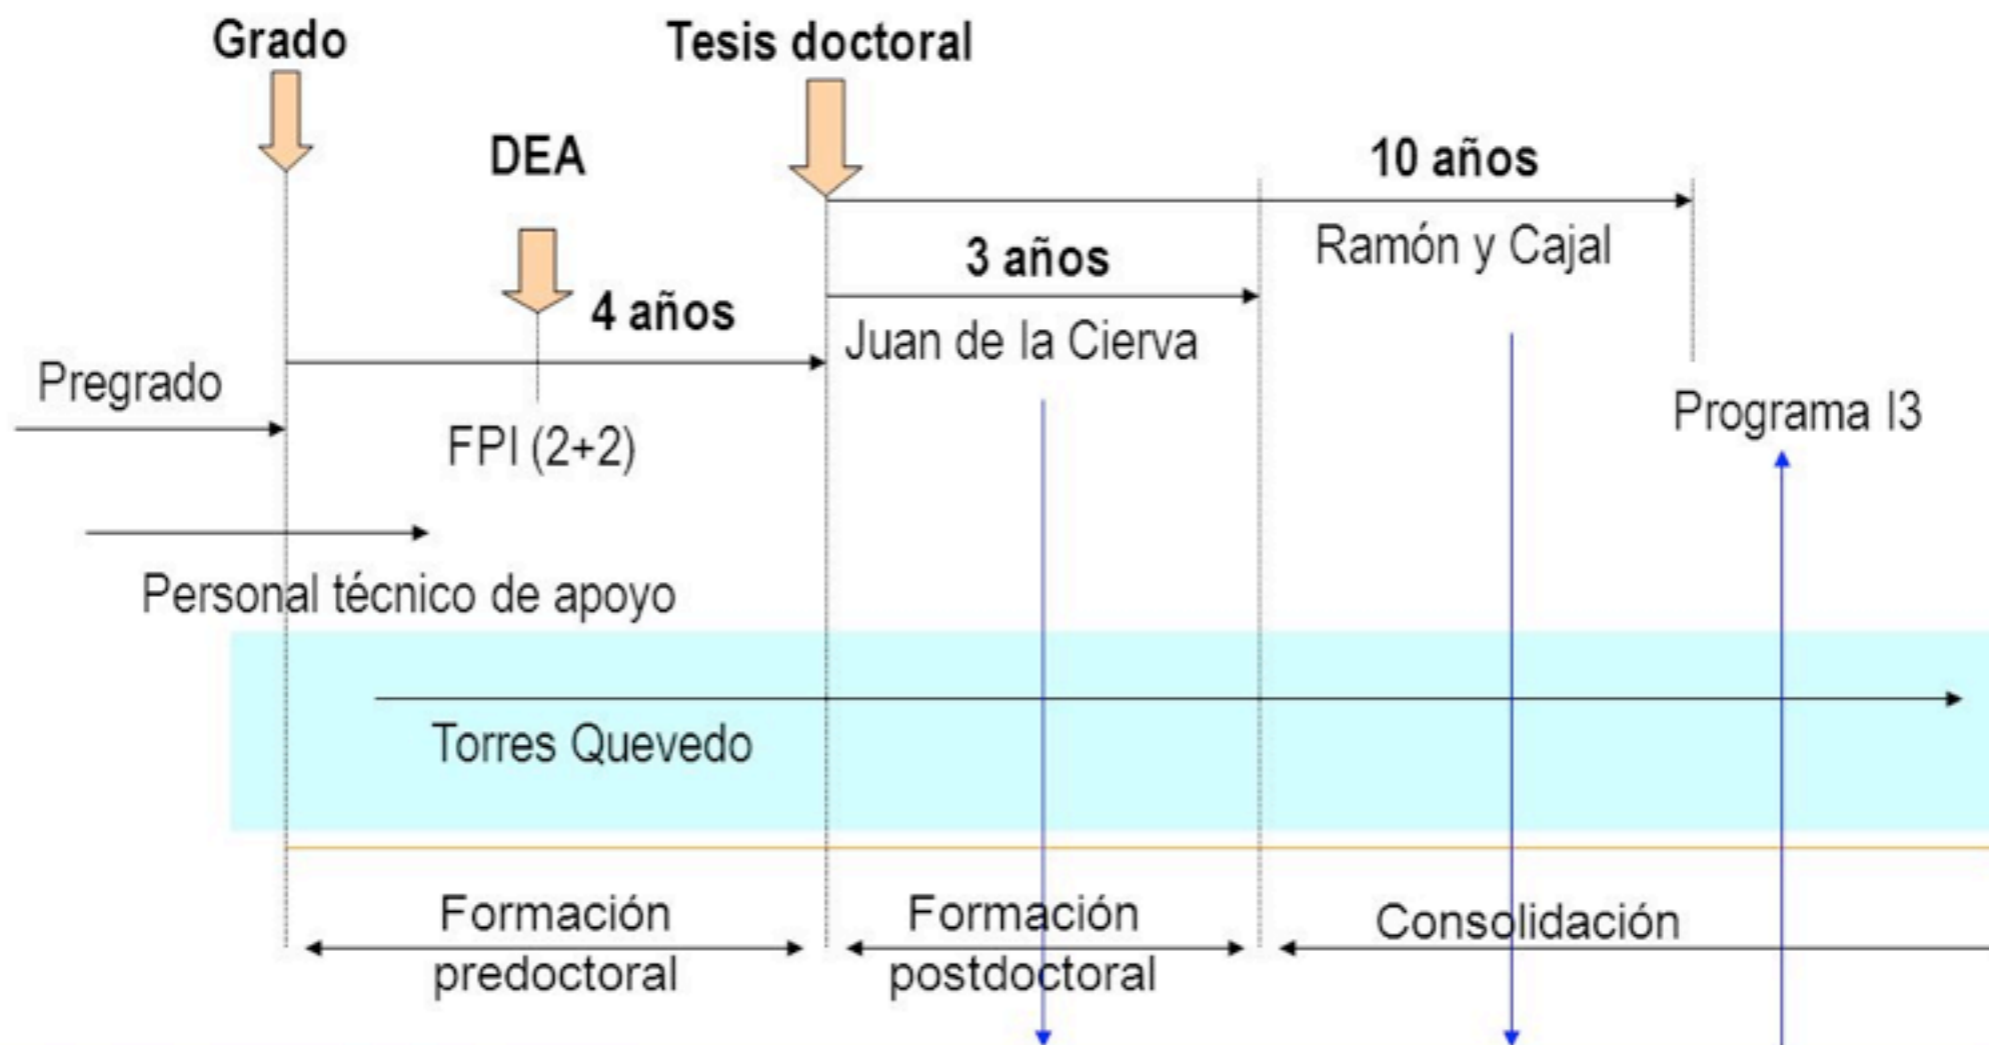 Grado
Tesis doctoral
DEA
10 años
Ramón y Cajal
3 años
4 años
Juan de la Cierva
Pregrado
Programa I3
FPI (2+2)
Personal técnico de apoyo
Torres Quevedo
Formación
predoctoral
Formación
postdoctoral
Consolidación